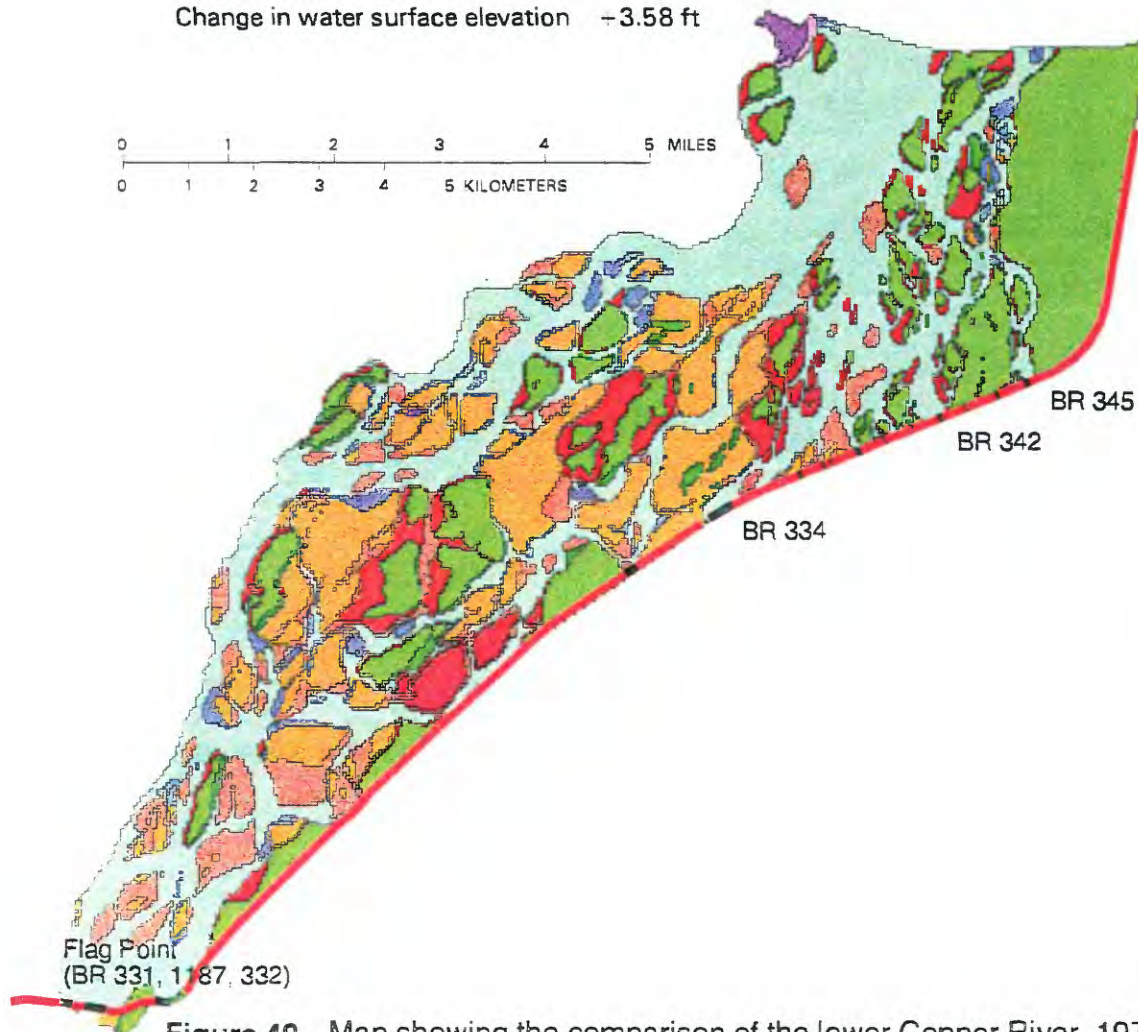 Change in water surface elevation +3.58 ft
0 1 2 3 4 5 MILES
0 1 2 3 4 5 KILOMETERS
BR 345
BR 342
BR 334
Flag Point
(BR 331, 1187, 332)
Map showing the comparison of the lower Copper River,